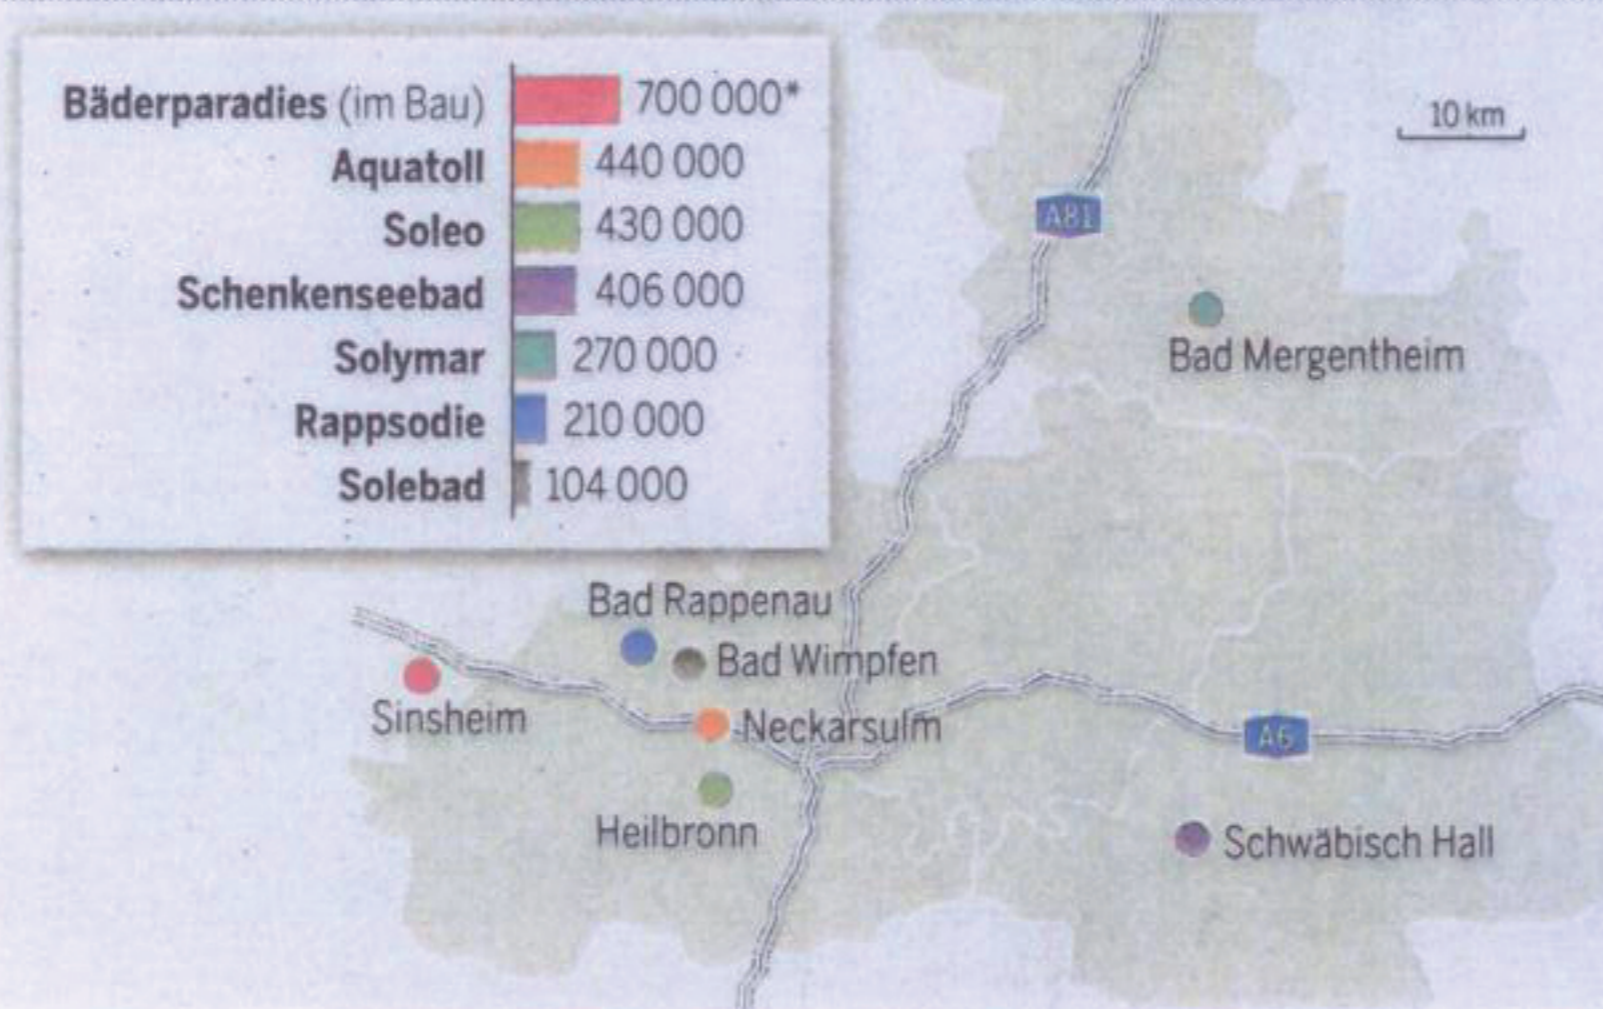 Bäderparadies (im Bau) 700 000*
Aquatoll 440 000
Soleo 430 000
Schenkenseebad 406 000
Solymar 270 000
Rappsodie 210 000
Solebad 104 000
10 km
A81
Bad Mergentheim
Bad Rappenau
Bad Wimpfen
Sinsheim
Neckarsulm
A6
Heilbronn
Schwäbisch Hall